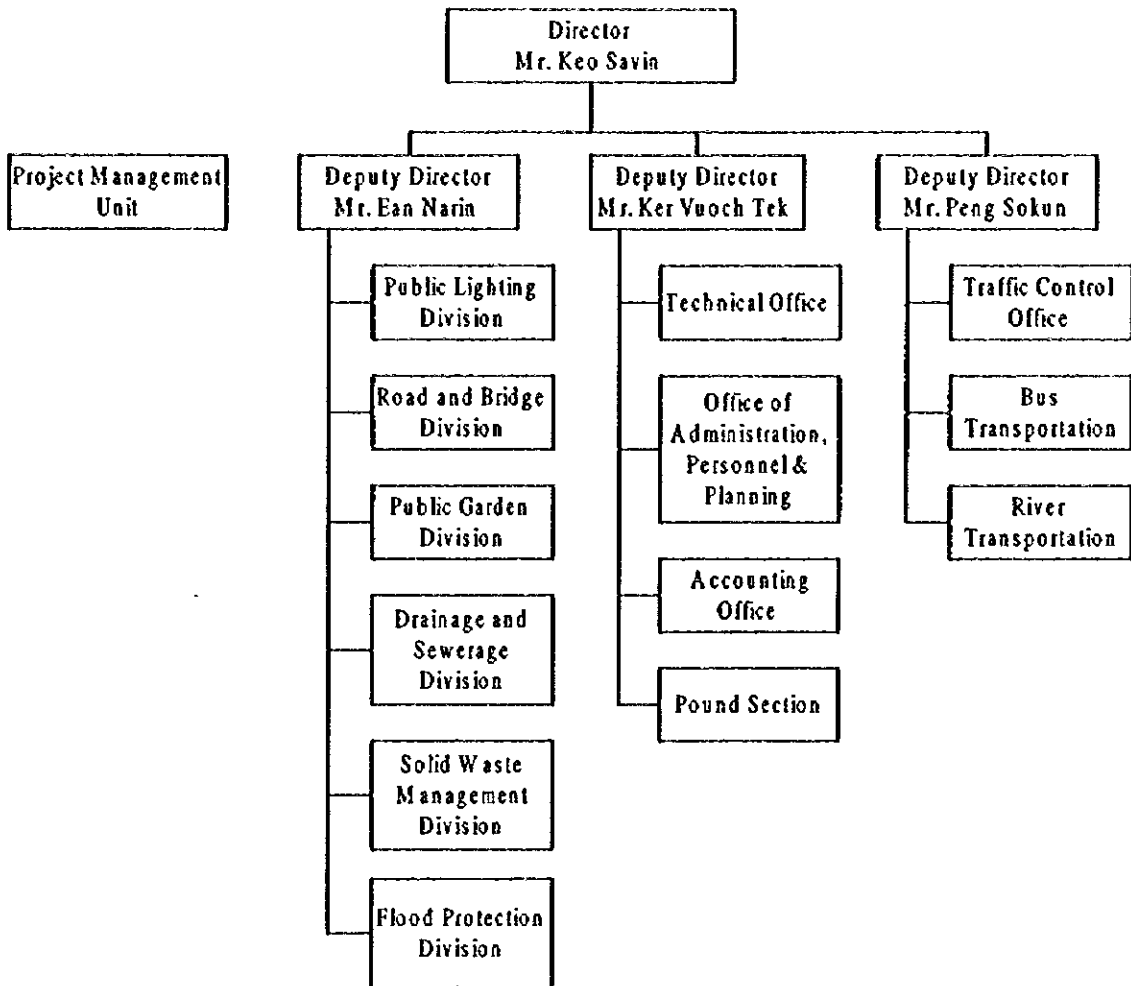 Director
Mr. Keo Savin
Project Management
Unit
Deputy Director
Mr. Ean Narin
Deputy Director
Mr. Ker Vuoch Tek
Deputy Director
Mr. Peng Sokun
Public Lighting
Division
Road and Bridge
Division
Public Garden
Division
Drainage and
Sewerage
Division
Solid Waste
Management
Division
Flood Protection
Division
Technical Office
Office of
Administration,
Personnel &
Planning
Accounting
Office
Pound Section
Traffic Control
Office
Bus
Transportation
River
Transportation